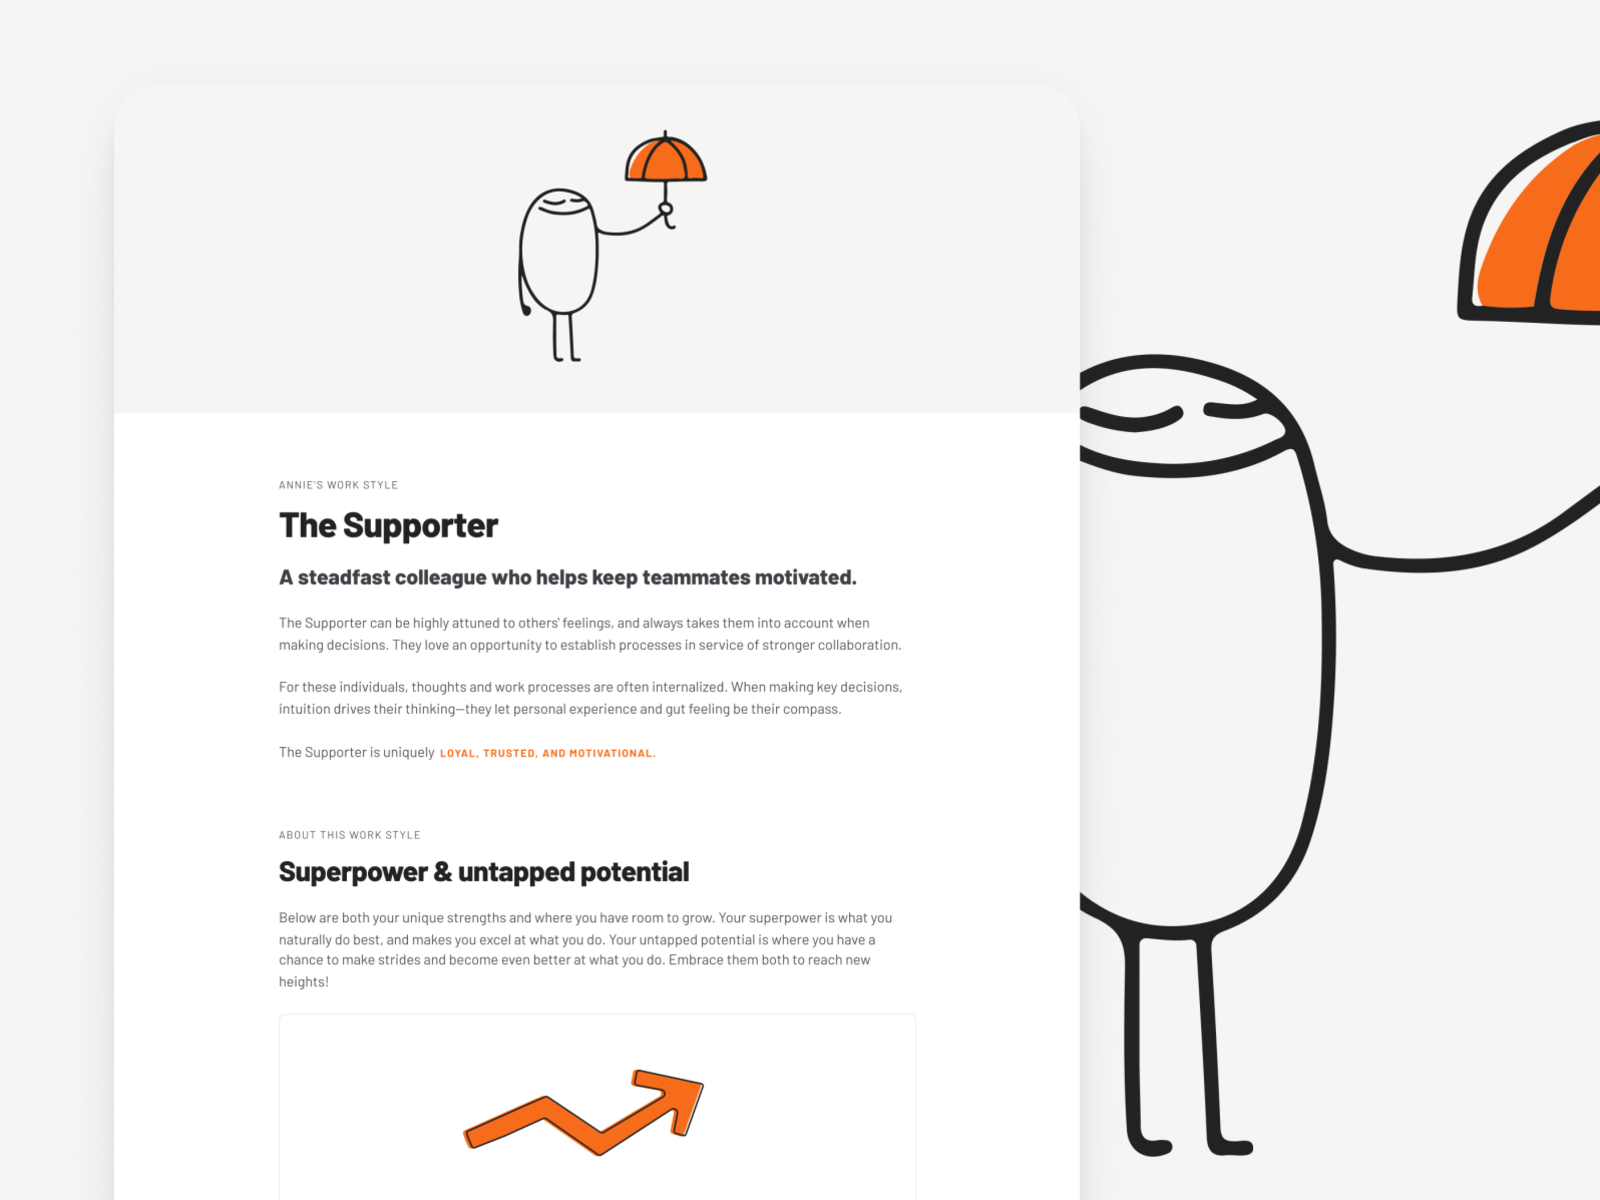 ANNIE'S WORK STYLE
The Supporter
A steadfast colleague who helps keep teammates motivated.
The Supporter can be highly attuned to others' feelings, and always takes them into account when
making decisions. They love an opportunity to establish processes in service of stronger collaboration.
For these individuals, thoughts and work processes are often internalized. When making key decisions,
intuition drives their thinking—they let personal experience and gut feeling be their compass.
The Supporter is uniquely LOYAL, TRUSTED, AND MOTIVATIONAL.
ABOUT THIS WORK STYLE
Superpower & untapped potential
Below are both your unique strengths and where you have room to grow. Your superpower is what you
naturally do best, and makes you excel at what you do. Your untapped potential is where you have a
chance to make strides and become even better at what you do. Embrace them both to reach new
heights!